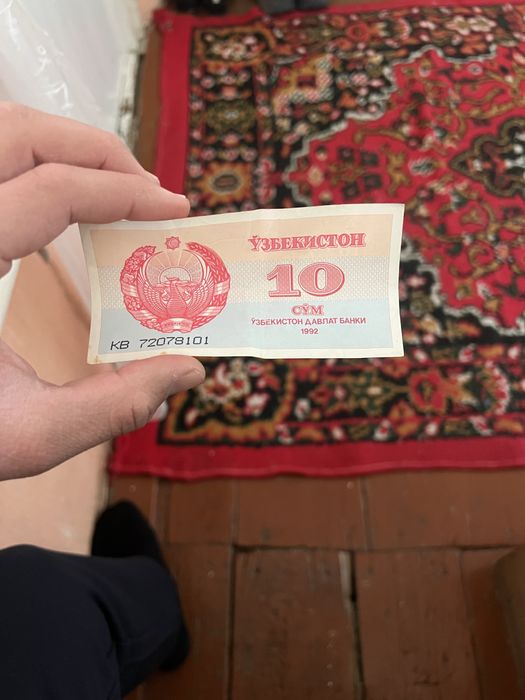 ЎЗБЕКИСТОН
10
СЎМ
ЎЗБЕКИСТОН ДАВЛАТ БАНКИ
1992
КВ 72078101